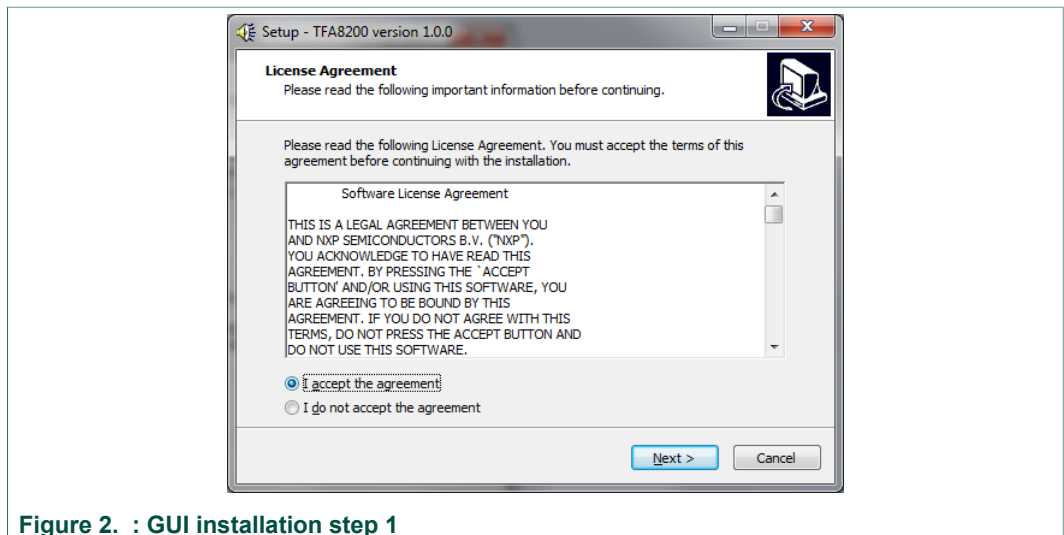 Setup - TFA8200 version 1.0.0
License Agreement
Please read the following important information before continuing.
Please read the following License Agreement. You must accept the terms of this
agreement before continuing with the installation.
Software License Agreement
THIS IS A LEGAL AGREEMENT BETWEEN YOU
AND NXP SEMICONDUCTORS B.V. ("NXP").
YOU ACKNOWLEDGE TO HAVE READ THIS
AGREEMENT. BY PRESSING THE `ACCEPT
BUTTON' AND/OR USING THIS SOFTWARE, YOU
ARE AGREEING TO BE BOUND BY THIS
AGREEMENT. IF YOU DO NOT AGREE WITH THIS
TERMS, DO NOT PRESS THE ACCEPT BUTTON AND
DO NOT USE THIS SOFTWARE.
I accept the agreement
I do not accept the agreement
Next > Cancel
Figure 2. : GUI installation step 1